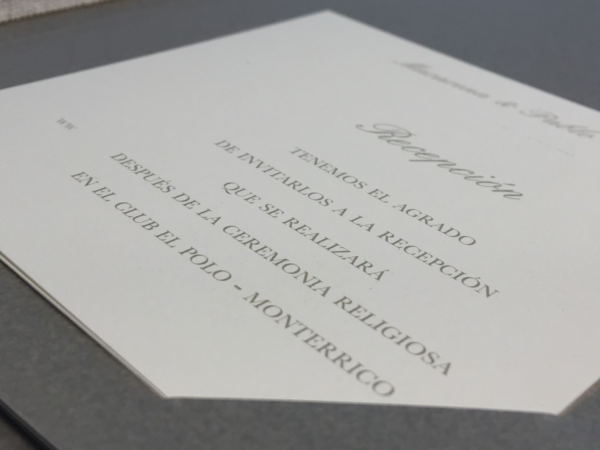 & Pablo
Recepción
TENEMOS EL AGRADO
DE INVITARLOS A LA RECEPCIÓN
QUE SE REALIZARÁ
DESPUÉS DE LA CEREMONIA RELIGIOSA
EN EL CLUB EL POLO - MONTERRICO